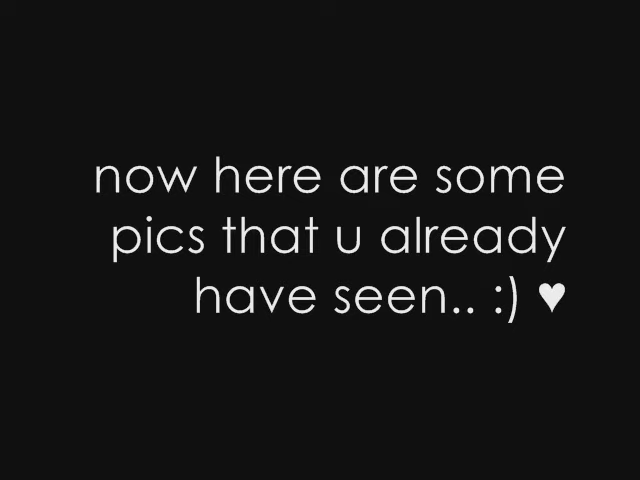 now here are some
pics that u already
have seen.. :) ♥